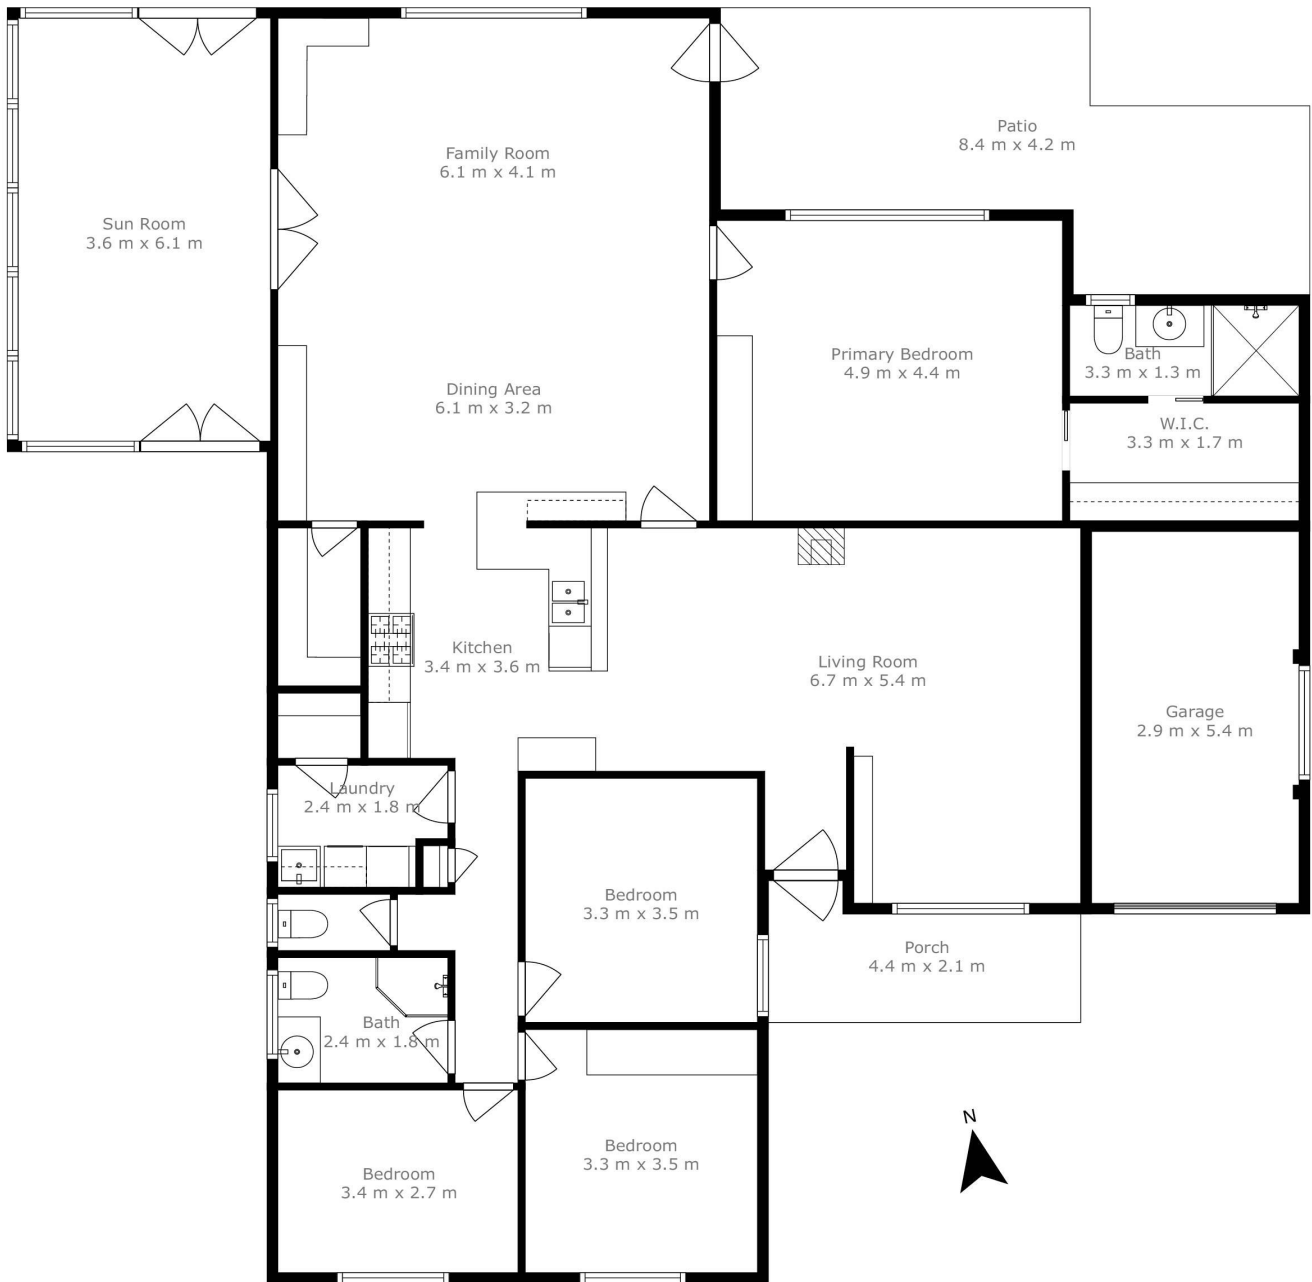 Patio
8.4 m x 4.2 m
Family Room
6.1 m x 4.1 m
Sun Room
3.6 m x 6.1 m
Primary Bedroom
4.9 m x 4.4 m
Bath
3.3 m x 1.3 m
Dining Area
6.1 m x 3.2 m
W.I.C.
3.3 m x 1.7 m
Kitchen
3.4 m x 3.6 m
Living Room
6.7 m x 5.4 m
Garage
2.9 m x 5.4 m
Laundry
2.4 m x 1.8 m
Bedroom
3.3 m x 3.5 m
Porch
4.4 m x 2.1 m
Bath
2.4 m x 1.8 m
Bedroom
3.3 m x 3.5 m
Bedroom
3.4 m x 2.7 m
N